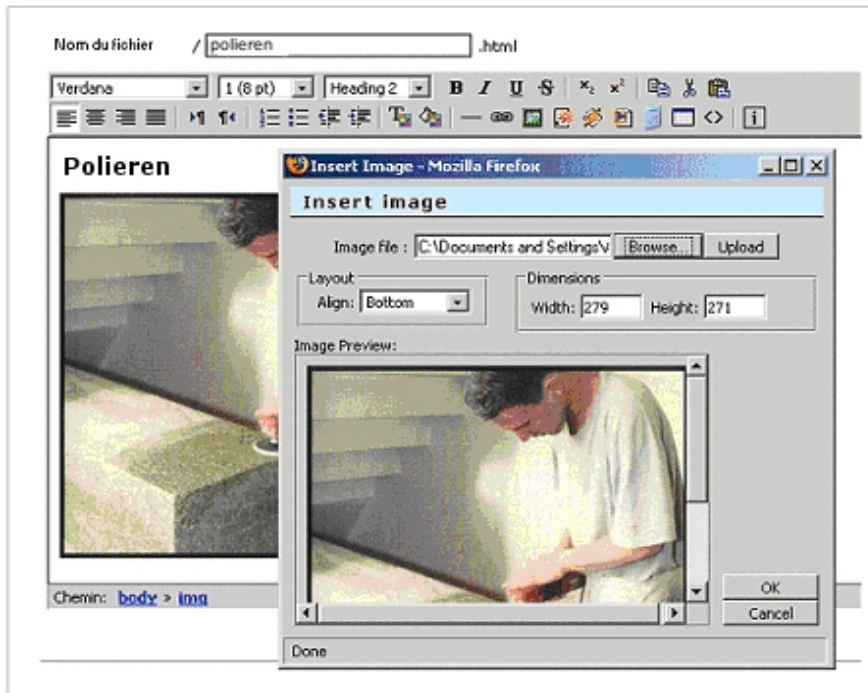 Nom du fichier / polieren .html
Verdana 1 (8 pt) Heading 2 B I U S x₂ x²
Polieren
Insert Image - Mozilla Firefox
Insert image
Image file : C:\Documents and Settings\v Browse... Upload
Layout
Align: Bottom
Dimensions
Width: 279 Height: 271
Image Preview:
OK
Cancel
Chemin: body » img
Done